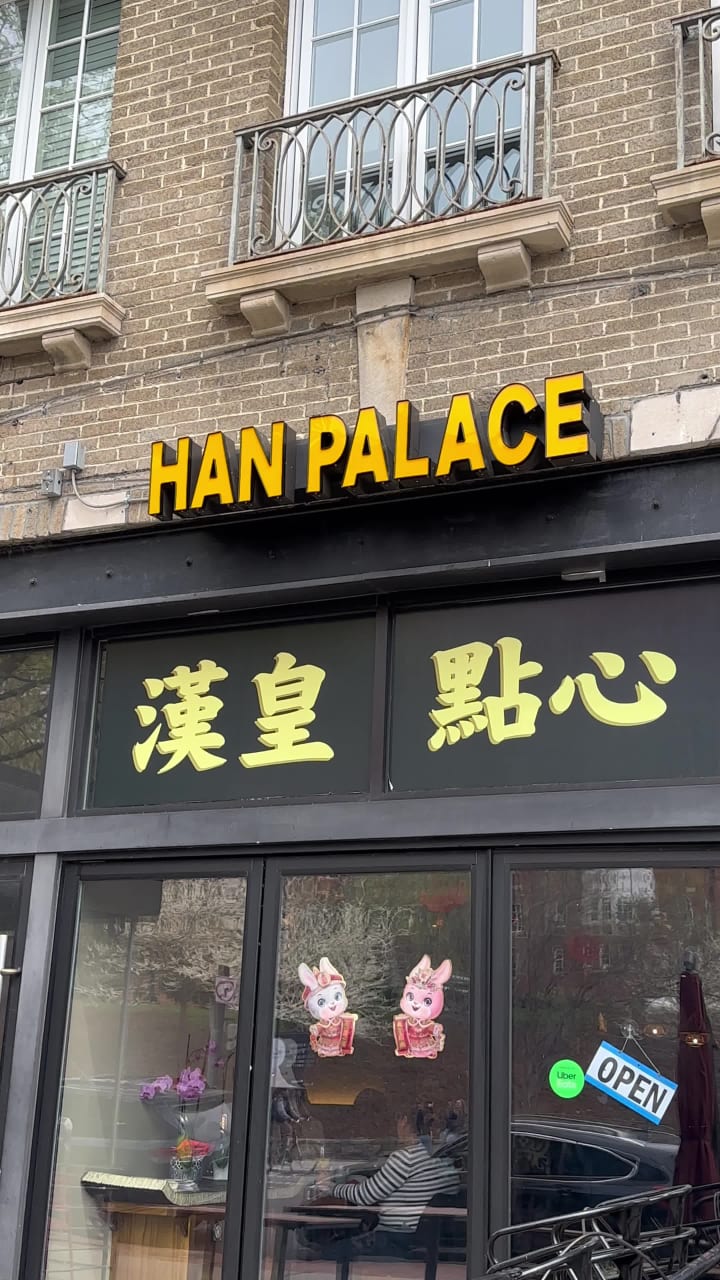 HAN PALACE
漢皇 點心
Uber
OPEN